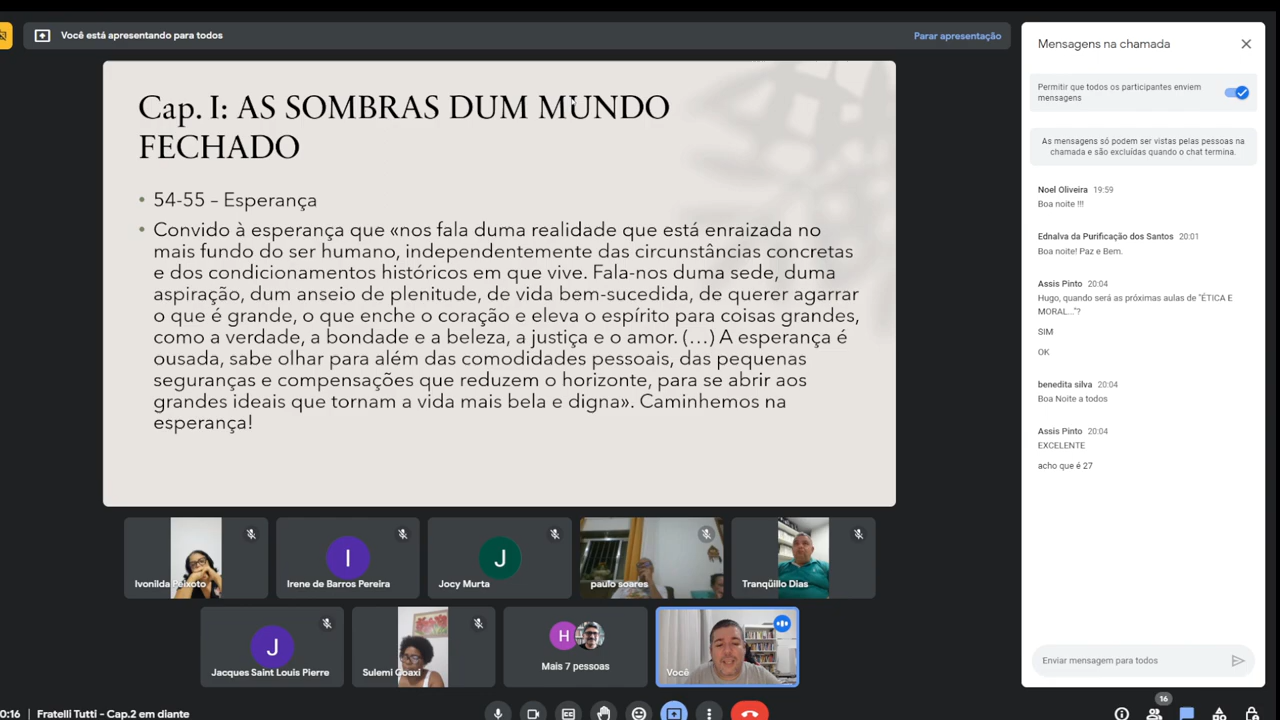 Você está apresentando para todos
Parar apresentação
Cap. I: AS SOMBRAS DUM MUNDO
FECHADO
• 54-55 – Esperança
• Convido à esperança que «nos fala duma realidade que está enraizada no
mais fundo do ser humano, independentemente das circunstâncias concretas
e dos condicionamentos históricos em que vive. Fala-nos duma sede, duma
aspiração, dum anseio de plenitude, de vida bem-sucedida, de querer agarrar
o que é grande, o que enche o coração e eleva o espírito para coisas grandes,
como a verdade, a bondade e a beleza, a justiça e o amor. (…) A esperança é
ousada, sabe olhar para além das comodidades pessoais, das pequenas
seguranças e compensações que reduzem o horizonte, para se abrir aos
grandes ideais que tornam a vida mais bela e digna». Caminhemos na
esperança!
Ivonilda Peixoto
I
Irene de Barros Pereira
J
Jocy Murta
paulo soares
Tranqüillo Dias
J
Jacques Saint Louis Pierre
Sulemi Coaxi
H
Mais 7 pessoas
Você
0:16 | Fratelli Tutti - Cap.2 em diante
Mensagens na chamada
Permitir que todos os participantes enviem
mensagens
As mensagens só podem ser vistas pelas pessoas na
chamada e são excluídas quando o chat termina.
Noel Oliveira 19:59
Boa noite !!!
Ednalva da Purificação dos Santos 20:01
Boa noite! Paz e Bem.
Assis Pinto 20:04
Hugo, quando será as próximas aulas de "ÉTICA E
MORAL..."?
SIM
OK
benedita silva 20:04
Boa Noite a todos
Assis Pinto 20:04
EXCELENTE
acho que é 27
Enviar mensagem para todos
16